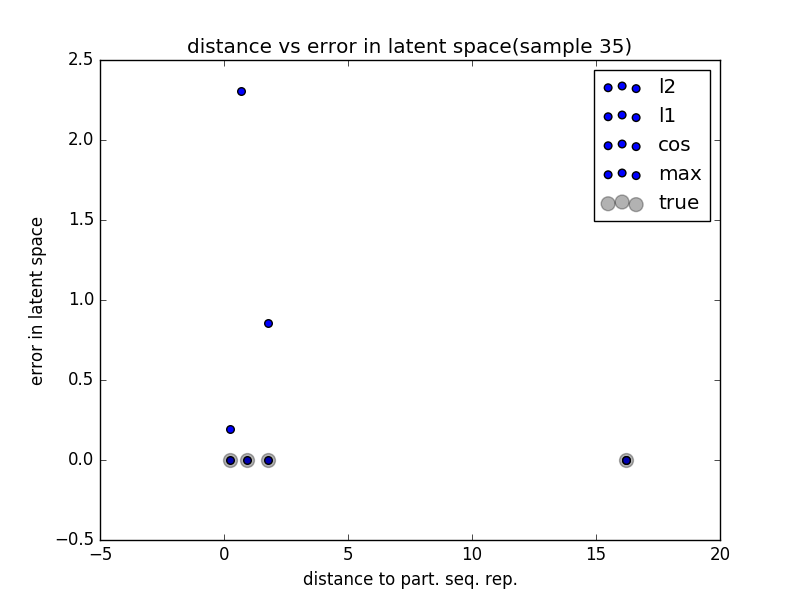 distance vs error in latent space(sample 35)
2.5
2.0
1.5
1.0
0.5
0.0
−0.5
error in latent space
l2
l1
cos
max
true
−5
0
5
10
15
20
distance to part. seq. rep.